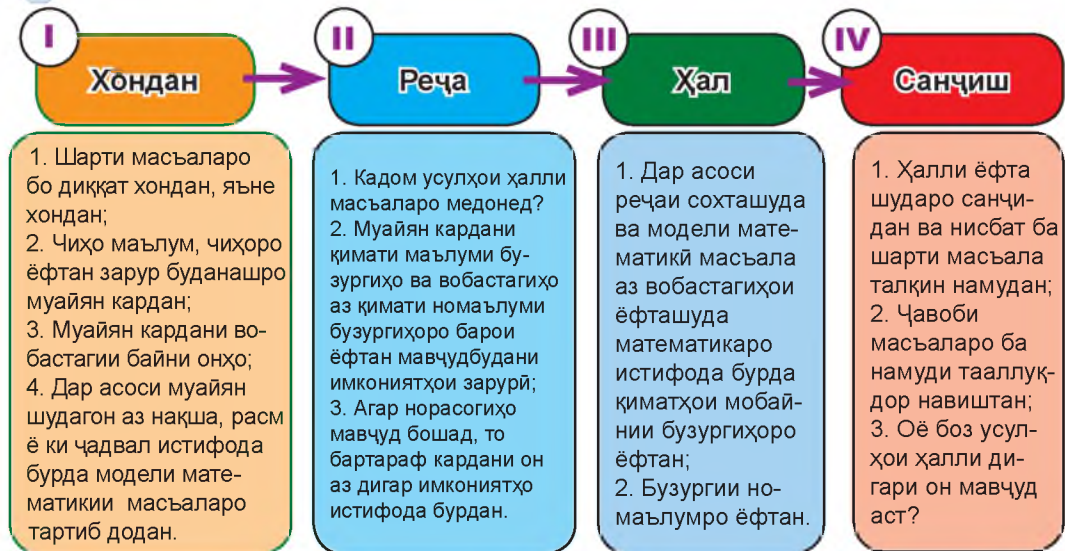 I
Хондан
II
Реҷа
III
Ҳал
IV
Санҷиш
1. Шарти масъаларо
бо диққат хондан, яъне
хондан;
2. Чиҳо маълум, чиҳоро
ёфтан зарур буданашро
муайян кардан;
3. Муайян кардани во-
бастагии байни онҳо;
4. Дар асоси муайян
шудагон аз нақша, расм
ё ки ҷадвал истифода
бурда модели мате-
матикии масъаларо
тартиб додан.
1. Кадом усулҳои ҳалли
масъаларо медонед?
2. Муайян кардани
қимати маълуми бу-
зургиҳо ва вобастагиҳо
аз қимати номаълуми
бузургиҳоро барои
ёфтан мавҷудбудани
имкониятҳои зарурӣ;
3. Агар норасогиҳо
мавҷуд бошад, то
бартараф кардани он
аз дигар имкониятҳо
истифода бурдан.
1. Дар асоси
реҷаи сохташуда
ва модели мате-
матикӣ масъала
аз вобастагиҳои
ёфташуда
математикаро
истифода бурда
қиматҳои мобай-
нии бузургиҳоро
ёфтан;
2. Бузургии но-
маълумро ёфтан.
1. Ҳалли ёфта
шударо санҷи-
дан ва нисбат ба
шарти масъала
талқин намудан;
2. Ҷавоби
масъаларо ба
намуди тааллуқ-
дор навиштан;
3. Оё боз усул-
ҳои ҳалли ди-
гари он мавҷуд
аст?